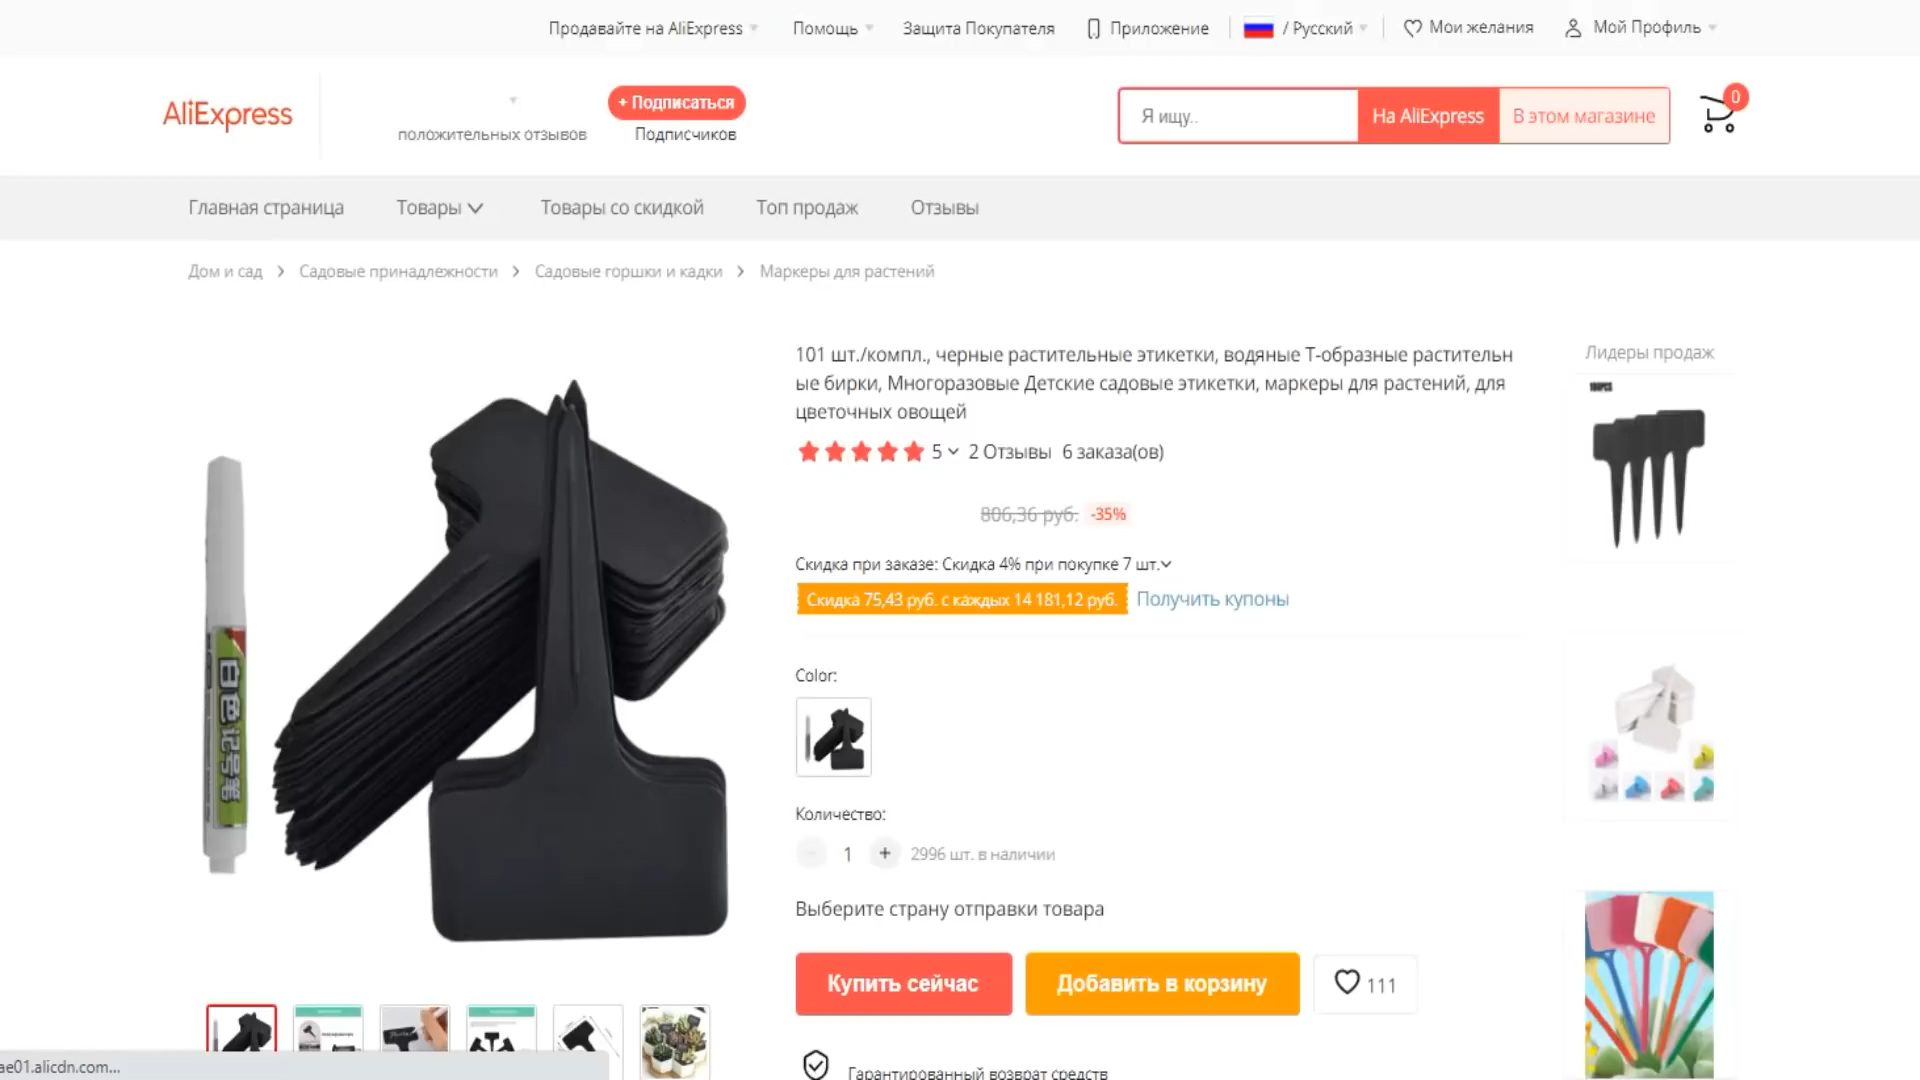 Продавайте на AliExpress
Помощь
Защита Покупателя
Приложение
/ Русский
Мои желания
Мой Профиль
AliExpress
+ Подписаться
положительных отзывов
Подписчиков
Я ищу..
На AliExpress
В этом магазине
0
Главная страница
Товары
Товары со скидкой
Топ продаж
Отзывы
Дом и сад
Садовые принадлежности
Садовые горшки и кадки
Маркеры для растений
101 шт./компл., черные растительные этикетки, водяные Т-образные растительн
ые бирки, Многоразовые Детские садовые этикетки, маркеры для растений, для
цветочных овощей
5
2 Отзывы
6 заказа(ов)
806,36 руб.
-35%
Скидка при заказе: Скидка 4% при покупке 7 шт.
Скидка 75,43 руб. с каждых 14 181,12 руб.
Получить купоны
Color:
Количество:
1
+
2996 шт. в наличии
Выберите страну отправки товара
Купить сейчас
Добавить в корзину
111
Гарантированный возврат средств
Лидеры продаж
100PCS
白色记号笔
ae01.alicdn.com...